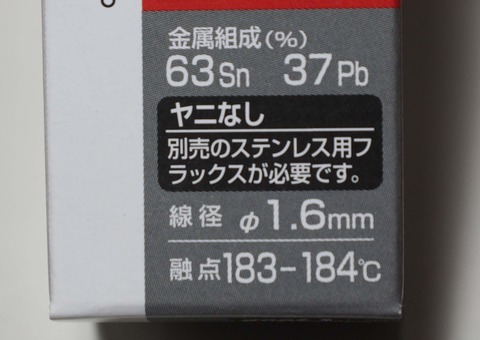 金属組成(%)
63Sn 37Pb
ヤニなし
別売のステンレス用フ
ラックスが必要です。
線径 φ1.6mm
融点183-184℃